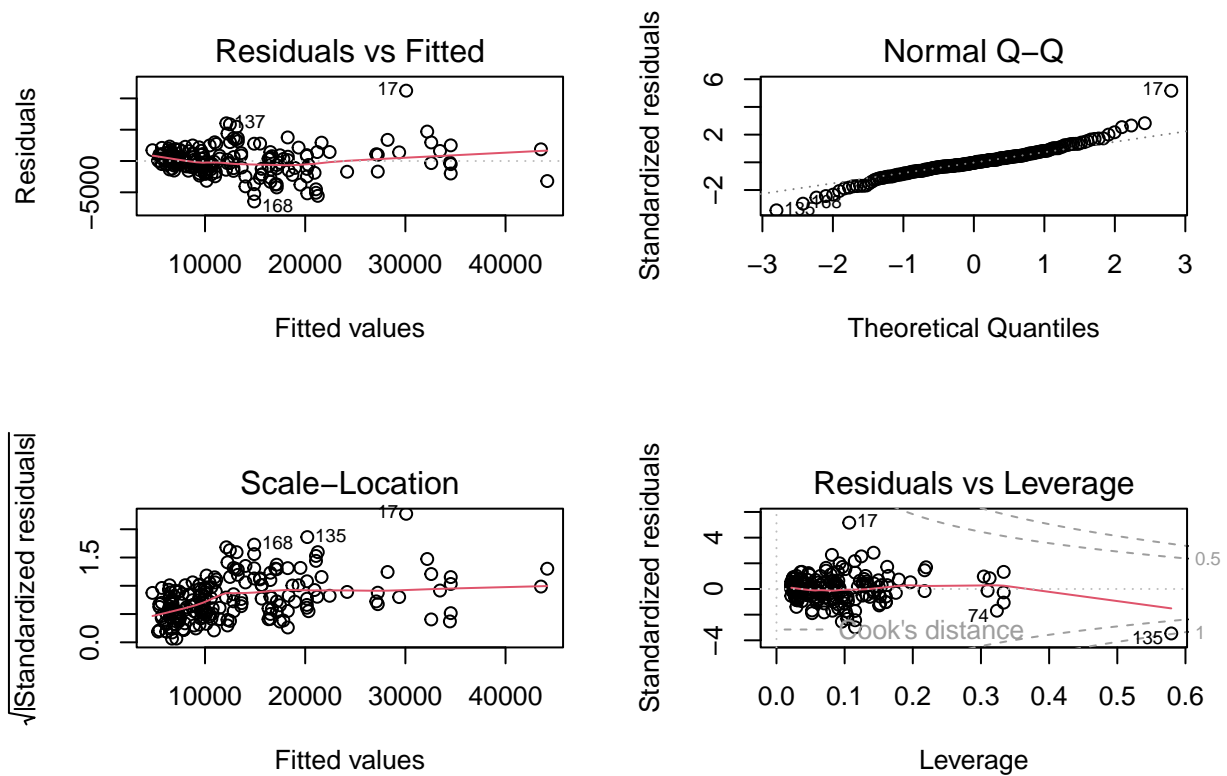 Residuals vs Fitted
Residuals
−5000
17
137
168
10000 20000 30000 40000
Fitted values
Normal Q−Q
Standardized residuals
6
2
−2
17
135
168
−3 −2 −1 0 1 2 3
Theoretical Quantiles
Scale−Location
√|Standardized residuals|
1.5
0.0
17
168
135
10000 20000 30000 40000
Fitted values
Residuals vs Leverage
Standardized residuals
4
0
−4
17
74
135
Cook's distance
0.5
1
0.0 0.1 0.2 0.3 0.4 0.5 0.6
Leverage